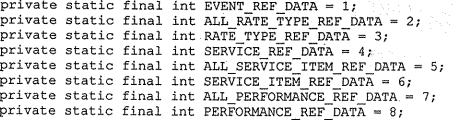 private static final int EVENT_REF_DATA = 1;
private static final int ALL_RATE_TYPE_REF_DATA = 2;
private static final int RATE_TYPE_REF_DATA = 3;
private static final int SERVICE_REF_DATA = 4;
private static final int ALL_SERVICE_ITEM_REF_DATA = 5;
private static final int SERVICE_ITEM_REF_DATA = 6;
private static final int ALL_PERFORMANCE_REF_DATA = 7;
private static final int PERFORMANCE_REF_DATA = 8;